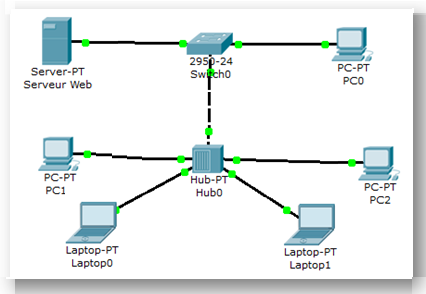 Server-PT
Serveur Web
2950-24
Switch0
PC-PT
PC0
PC-PT
PC1
Hub-PT
Hub0
PC-PT
PC2
Laptop-PT
Laptop0
Laptop-PT
Laptop1